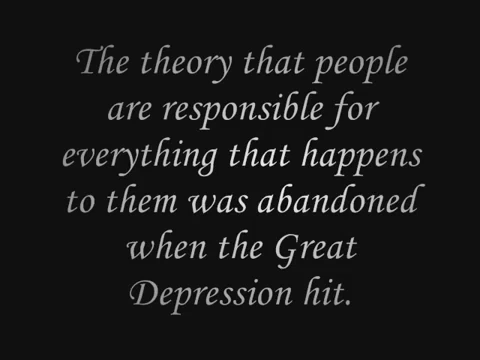 The theory that people
are responsible for
everything that happens
to them was abandoned
when the Great
Depression hit.